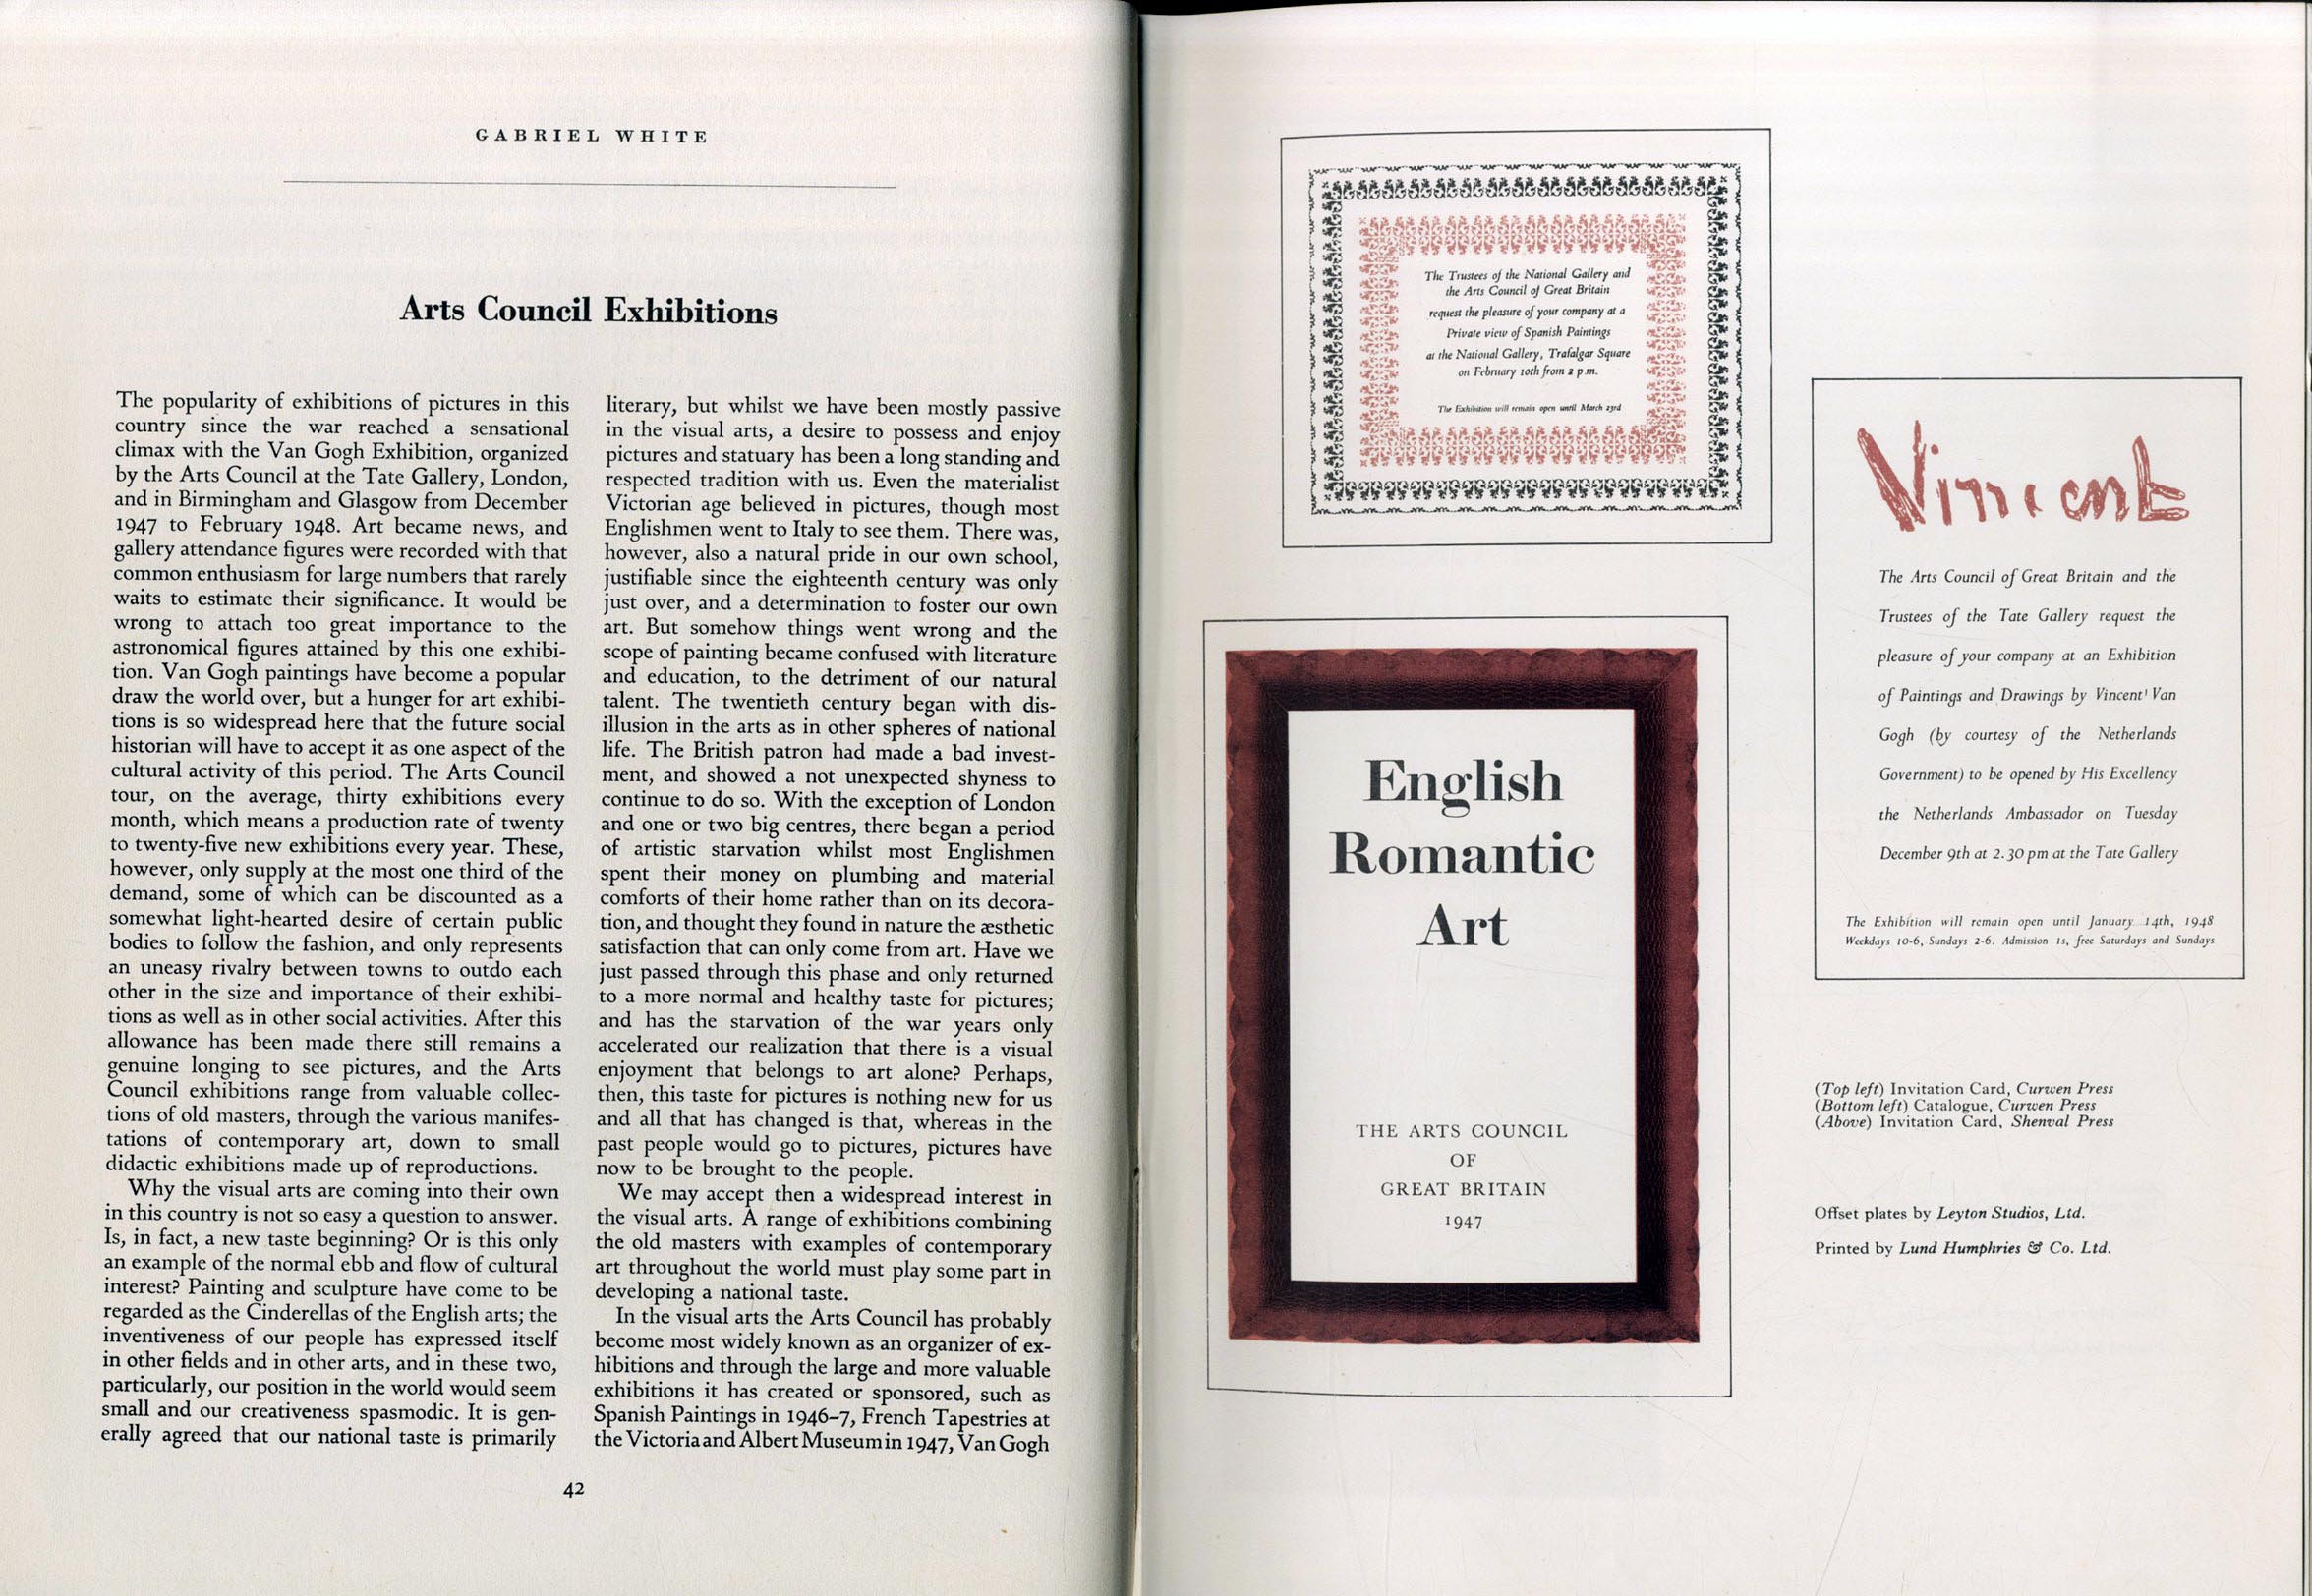 GABRIEL WHITE
Arts Council Exhibitions
The popularity of exhibitions of pictures in this
country since the war reached a sensational
climax with the Van Gogh Exhibition, organized
by the Arts Council at the Tate Gallery, London,
and in Birmingham and Glasgow from December
1947 to February 1948. Art became news, and
gallery attendance figures were recorded with that
common enthusiasm for large numbers that rarely
waits to estimate their significance. It would be
wrong to attach too great importance to the
astronomical figures attained by this one exhibi-
tion. Van Gogh paintings have become a popular
draw the world over, but a hunger for art exhibi-
tions is so widespread here that the future social
historian will have to accept it as one aspect of the
cultural activity of this period. The Arts Council
tour, on the average, thirty exhibitions every
month, which means a production rate of twenty
to twenty-five new exhibitions every year. These,
however, only supply at the most one third of the
demand, some of which can be discounted as a
somewhat light-hearted desire of certain public
bodies to follow the fashion, and only represents
an uneasy rivalry between towns to outdo each
other in the size and importance of their exhibi-
tions as well as in other social activities. After this
allowance has been made there still remains a
genuine longing to see pictures, and the Arts
Council exhibitions range from valuable collec-
tions of old masters, through the various manifes-
tations of contemporary art, down to small
didactic exhibitions made up of reproductions.
Why the visual arts are coming into their own
in this country is not so easy a question to answer.
Is, in fact, a new taste beginning? Or is this only
an example of the normal ebb and flow of cultural
interest? Painting and sculpture have come to be
regarded as the Cinderellas of the English arts; the
inventiveness of our people has expressed itself
in other fields and in other arts, and in these two,
particularly, our position in the world would seem
small and our creativeness spasmodic. It is gen-
erally agreed that our national taste is primarily
literary, but whilst we have been mostly passive
in the visual arts, a desire to possess and enjoy
pictures and statuary has been a long standing and
respected tradition with us. Even the materialist
Victorian age believed in pictures, though most
Englishmen went to Italy to see them. There was,
however, also a natural pride in our own school,
justifiable since the eighteenth century was only
just over, and a determination to foster our own
art. But somehow things went wrong and the
scope of painting became confused with literature
and education, to the detriment of our natural
talent. The twentieth century began with dis-
illusion in the arts as in other spheres of national
life. The British patron had made a bad invest-
ment, and showed a not unexpected shyness to
continue to do so. With the exception of London
and one or two big centres, there began a period
of artistic starvation whilst most Englishmen
spent their money on plumbing and material
comforts of their home rather than on its decora-
tion, and thought they found in nature the æsthetic
satisfaction that can only come from art. Have we
just passed through this phase and only returned
to a more normal and healthy taste for pictures;
and has the starvation of the war years only
accelerated our realization that there is a visual
enjoyment that belongs to art alone? Perhaps,
then, this taste for pictures is nothing new for us
and all that has changed is that, whereas in the
past people would go to pictures, pictures have
now to be brought to the people.
We may accept then a widespread interest in
the visual arts. A range of exhibitions combining
the old masters with examples of contemporary
art throughout the world must play some part in
developing a national taste.
In the visual arts the Arts Council has probably
become most widely known as an organizer of ex-
hibitions and through the large and more valuable
exhibitions it has created or sponsored, such as
Spanish Paintings in 1946–7, French Tapestries at
the Victoria and Albert Museum in 1947, Van Gogh
42
The Trustees of the National Gallery and
the Arts Council of Great Britain
request the pleasure of your company at a
Private view of Spanish Paintings
at the National Gallery, Trafalgar Square
on February 10th from 2 p.m.
The Exhibition will remain open until March 23rd
Vincent
The Arts Council of Great Britain and the
Trustees of the Tate Gallery request the
pleasure of your company at an Exhibition
of Paintings and Drawings by Vincent Van
Gogh (by courtesy of the Netherlands
Government) to be opened by His Excellency
the Netherlands Ambassador on Tuesday
December 9th at 2.30 pm at the Tate Gallery
The Exhibition will remain open until January 14th, 1948
Weekdays 10-6, Sundays 2-6. Admission 1s, free Saturdays and Sundays
English
Romantic
Art
THE ARTS COUNCIL
OF
GREAT BRITAIN
1947
(Top left) Invitation Card, Curwen Press
(Bottom left) Catalogue, Curwen Press
(Above) Invitation Card, Shenval Press
Offset plates by Leyton Studios, Ltd.
Printed by Lund Humphries & Co. Ltd.